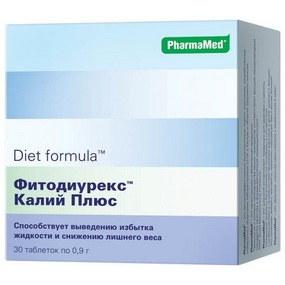 PharmaMed®
Diet formula™
Фитодиурекс™
Калий Плюс
Способствует выведению избытка
жидкости и снижению лишнего веса
30 таблеток по 0,9 г